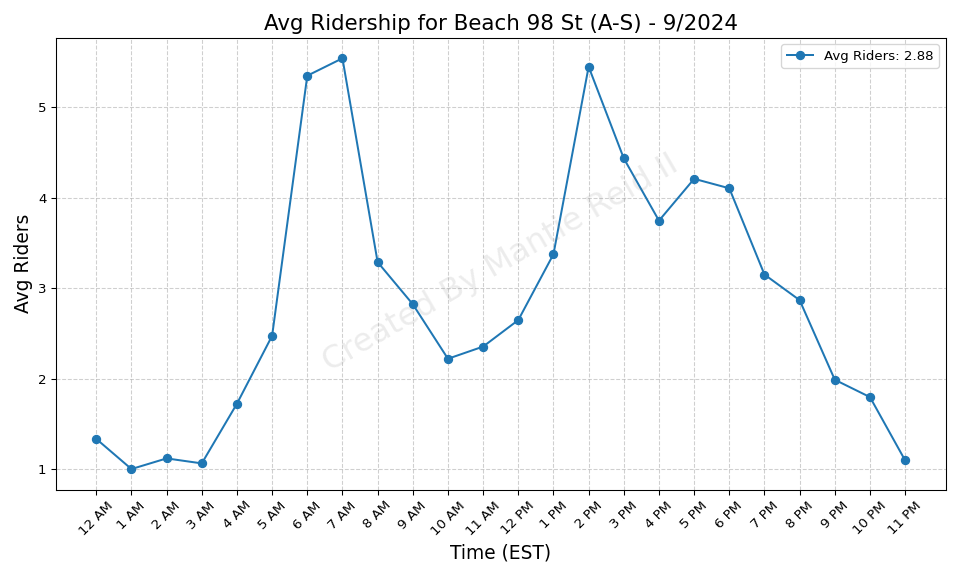 Avg Ridership for Beach 98 St (A-S) - 9/2024
Avg Riders: 2.88
Avg Riders
5
4
3
2
1
Created By Mantle Reid II
12 AM
1 AM
2 AM
3 AM
4 AM
5 AM
6 AM
7 AM
8 AM
9 AM
10 AM
11 AM
12 PM
1 PM
2 PM
3 PM
4 PM
5 PM
6 PM
7 PM
8 PM
9 PM
10 PM
11 PM
Time (EST)